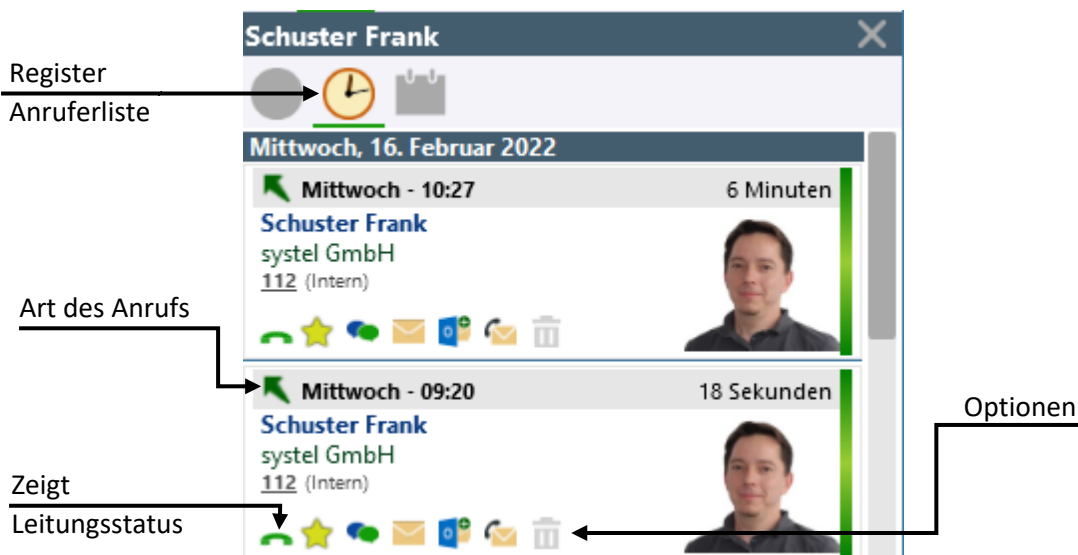 Schuster Frank
Register
Anruferliste
Mittwoch, 16. Februar 2022
Mittwoch - 10:27
6 Minuten
Schuster Frank
systel GmbH
112 (Intern)
Art des Anrufs
Mittwoch - 09:20
18 Sekunden
Optionen
Schuster Frank
systel GmbH
112 (Intern)
Zeigt
Leitungsstatus